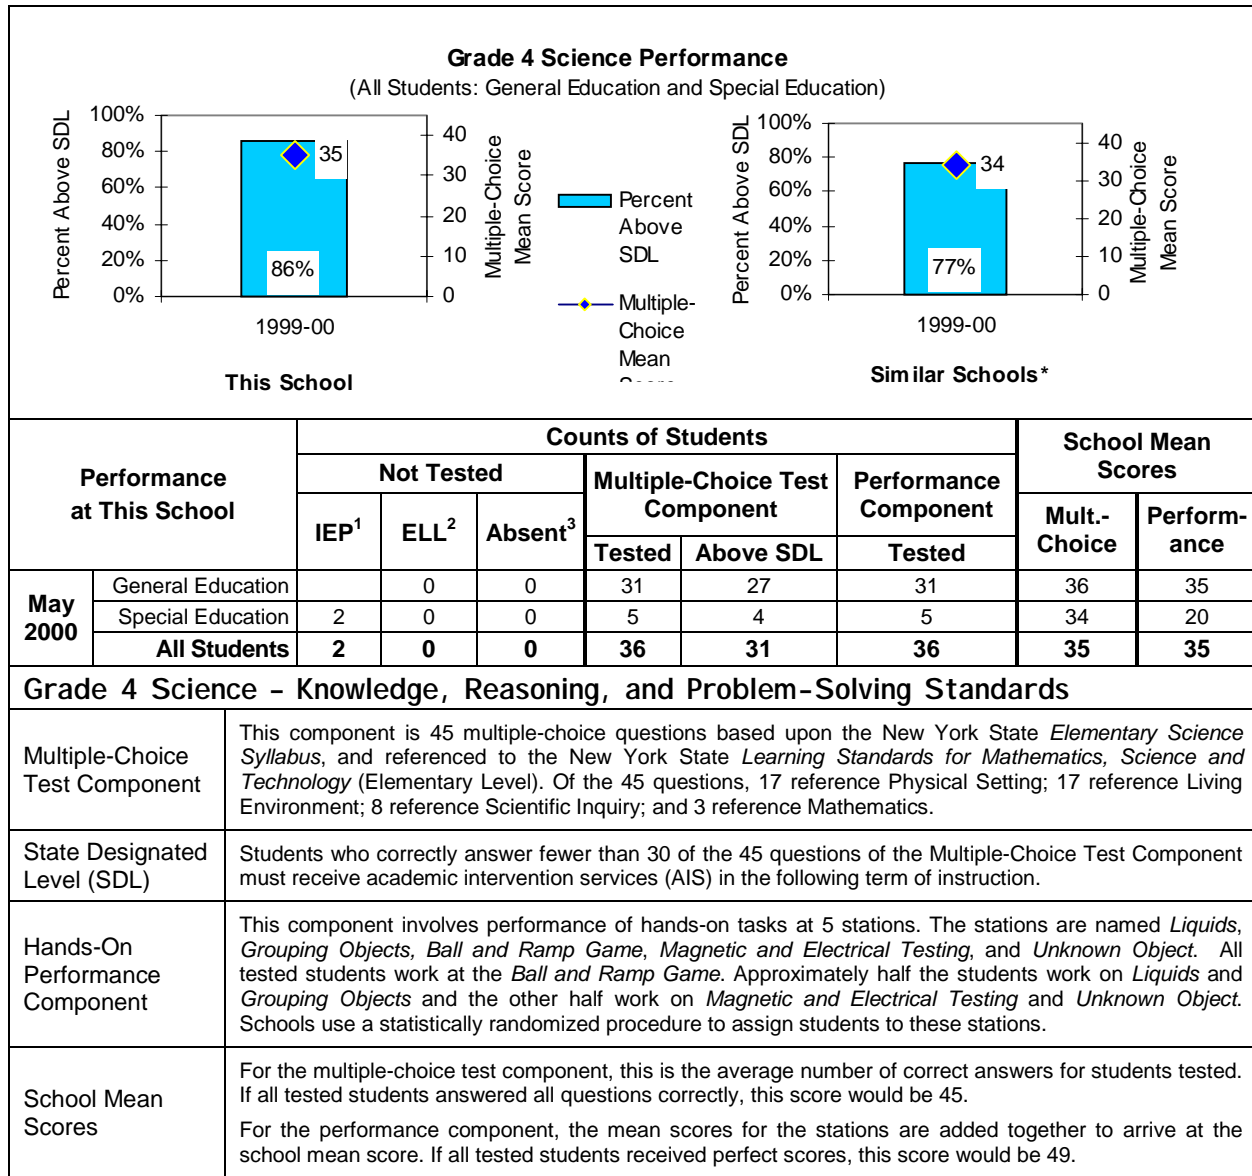 Grade 4 Science Performance
(All Students: General Education and Special Education)
Percent Above SDL
100%
80%
60%
40%
20%
0%
35
86%
40
30
20
10
0
Multiple-Choice
Mean Score
1999-00
This School
Percent
Above
SDL
Multiple-
Choice
Mean
Percent Above SDL
100%
80%
60%
40%
20%
0%
34
77%
40
30
20
10
0
Multiple-Choice
Mean Score
1999-00
Similar Schools*
Performance
at This School
Counts of Students
School Mean
Scores
Not Tested
Multiple-Choice Test
Component
Performance
Component
IEP1 ELL2 Absent3
Tested Above SDL Tested
Mult.-
Choice
Perform-
ance
May
2000
General Education 0 0 31 27 31 36 35
Special Education 2 0 0 5 4 5 34 20
All Students 2 0 0 36 31 36 35 35
Grade 4 Science – Knowledge, Reasoning, and Problem-Solving Standards
Multiple-Choice
Test Component
This component is 45 multiple-choice questions based upon the New York State Elementary Science
Syllabus, and referenced to the New York State Learning Standards for Mathematics, Science and
Technology (Elementary Level). Of the 45 questions, 17 reference Physical Setting; 17 reference Living
Environment; 8 reference Scientific Inquiry; and 3 reference Mathematics.
State Designated
Level (SDL)
Students who correctly answer fewer than 30 of the 45 questions of the Multiple-Choice Test Component
must receive academic intervention services (AIS) in the following term of instruction.
Hands-On
Performance
Component
This component involves performance of hands-on tasks at 5 stations. The stations are named Liquids,
Grouping Objects, Ball and Ramp Game, Magnetic and Electrical Testing, and Unknown Object. All
tested students work at the Ball and Ramp Game. Approximately half the students work on Liquids and
Grouping Objects and the other half work on Magnetic and Electrical Testing and Unknown Object.
Schools use a statistically randomized procedure to assign students to these stations.
School Mean
Scores
For the multiple-choice test component, this is the average number of correct answers for students tested.
If all tested students answered all questions correctly, this score would be 45.
For the performance component, the mean scores for the stations are added together to arrive at the
school mean score. If all tested students received perfect scores, this score would be 49.